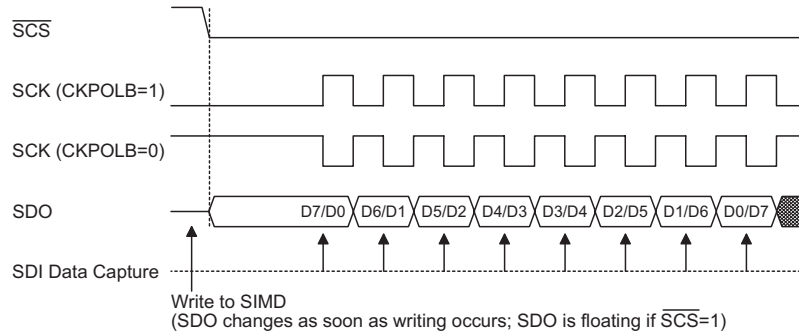 SCS
SCK (CKPOLB=1)
SCK (CKPOLB=0)
SDO
D7/D0 D6/D1 D5/D2 D4/D3 D3/D4 D2/D5 D1/D6 D0/D7
SDI Data Capture
Write to SIMD
(SDO changes as soon as writing occurs; SDO is floating if SCS=1)